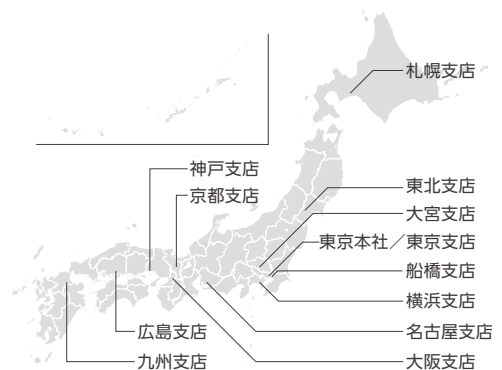 札幌支店
神戸支店
京都支店
東北支店
大宮支店
東京本社／東京支店
船橋支店
横浜支店
広島支店
名古屋支店
九州支店
大阪支店